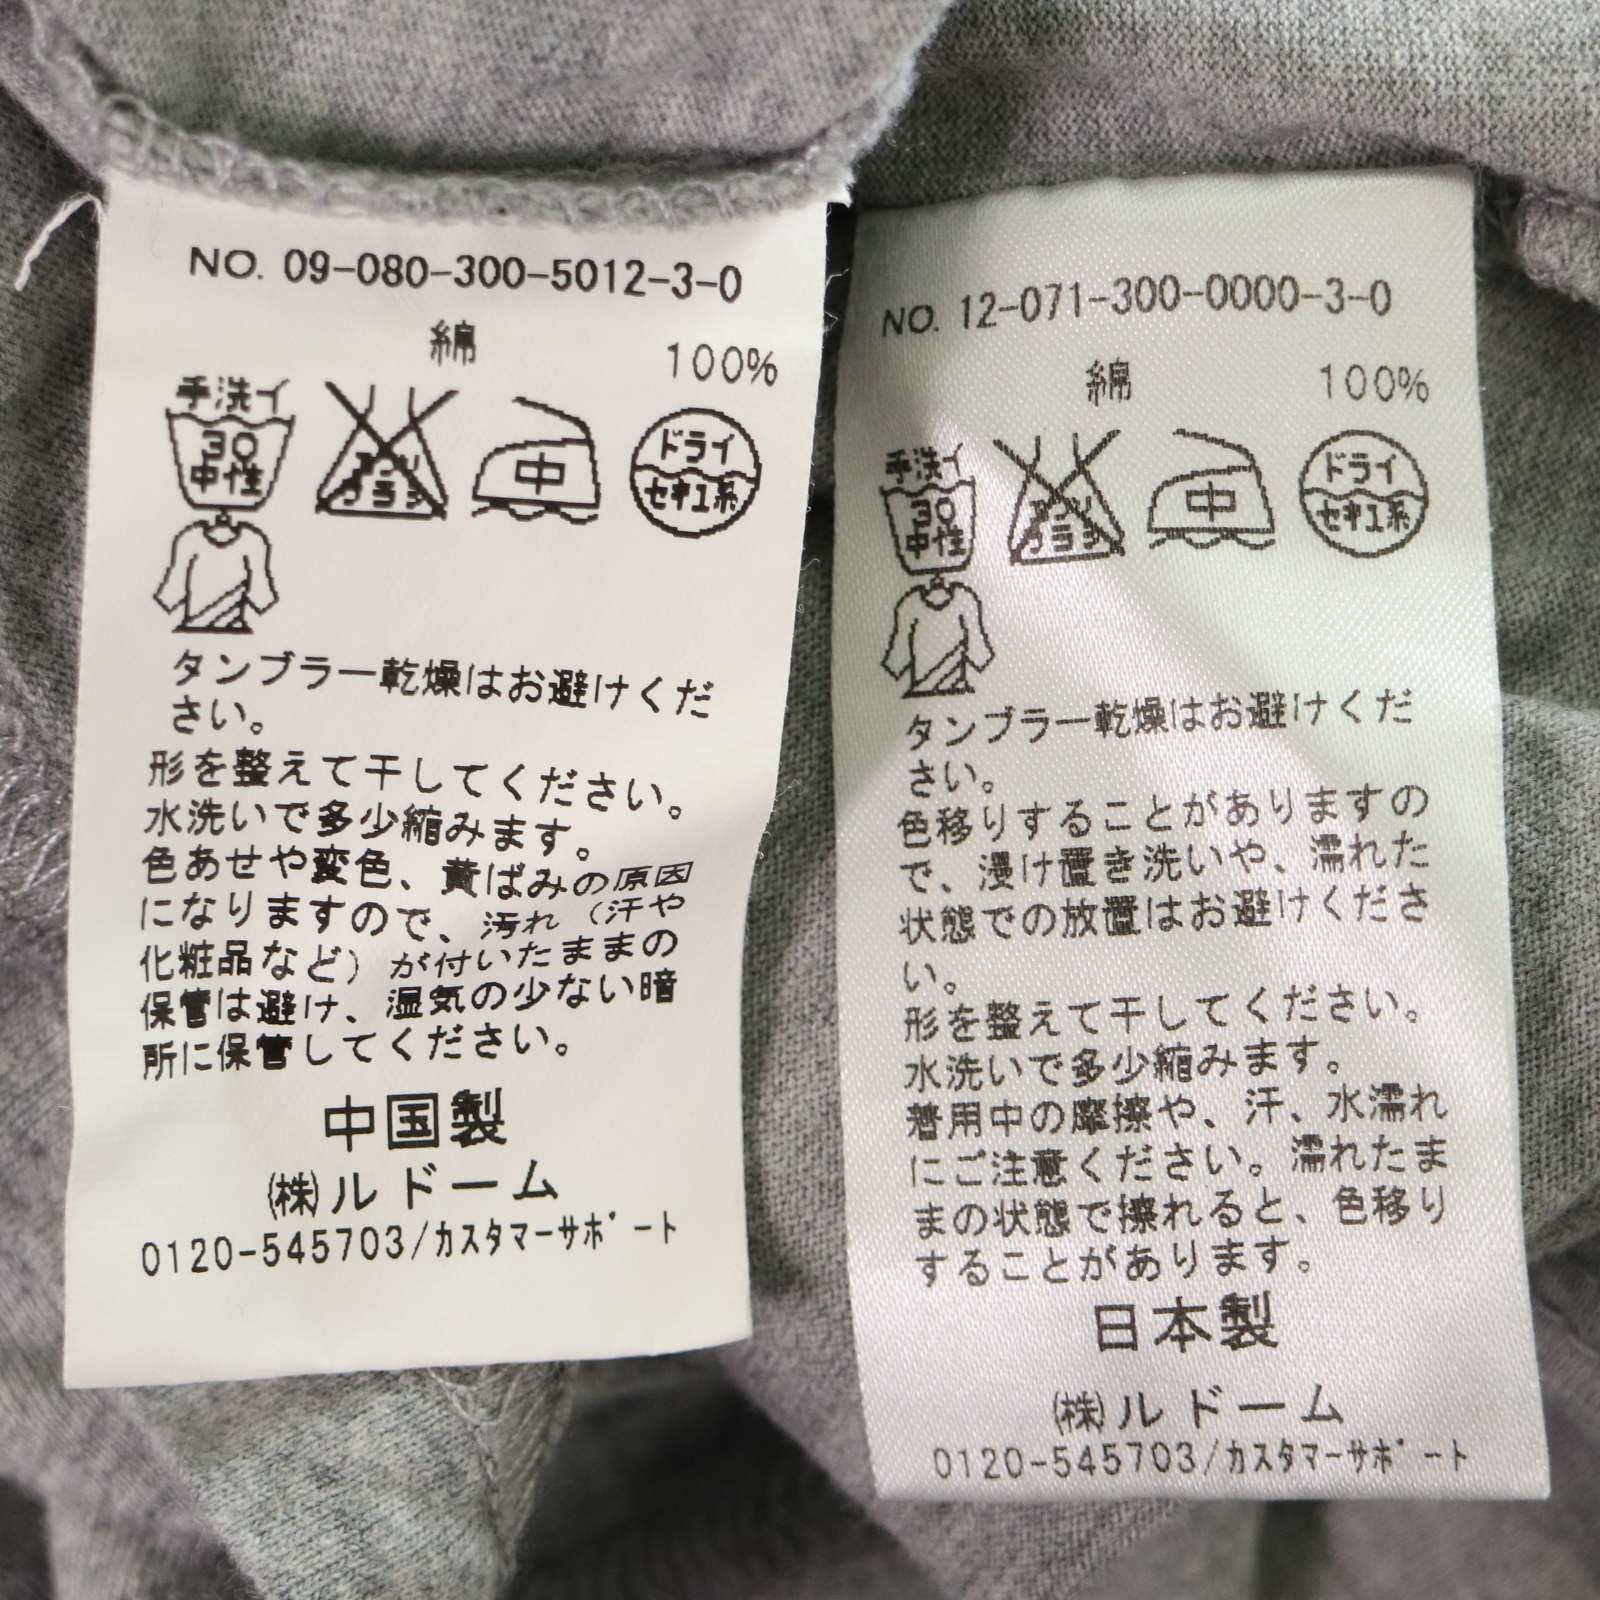 NO. 09-080-300-5012-3-0
綿 100%
手洗イ
30
中性
エンソ
フラシ
中
ドライ
セキユ系
タンブラー乾燥はお避けくだ
さい。
形を整えて干してください。
水洗いで多少縮みます。
色あせや変色、黄ばみの原因
になりますので、汚れ（汗や
化粧品など）が付いたままの
保管は避け、湿気の少ない暗
所に保管してください。
中国製
㈱ルドーム
0120-545703/カスタマーサポート
NO. 12-071-300-0000-3-0
綿 100%
手洗イ
30
中性
エンソ
フラシ
中
ドライ
セキユ系
タンブラー乾燥はお避けくだ
さい。
色移りすることがありますの
で、浸け置き洗いや、濡れた
状態での放置はお避けくださ
い。
形を整えて干してください。
水洗いで多少縮みます。
着用中の摩擦や、汗、水濡れ
にご注意ください。濡れたま
まの状態で擦れると、色移り
することがあります。
日本製
㈱ルドーム
0120-545703/カスタマーサポート